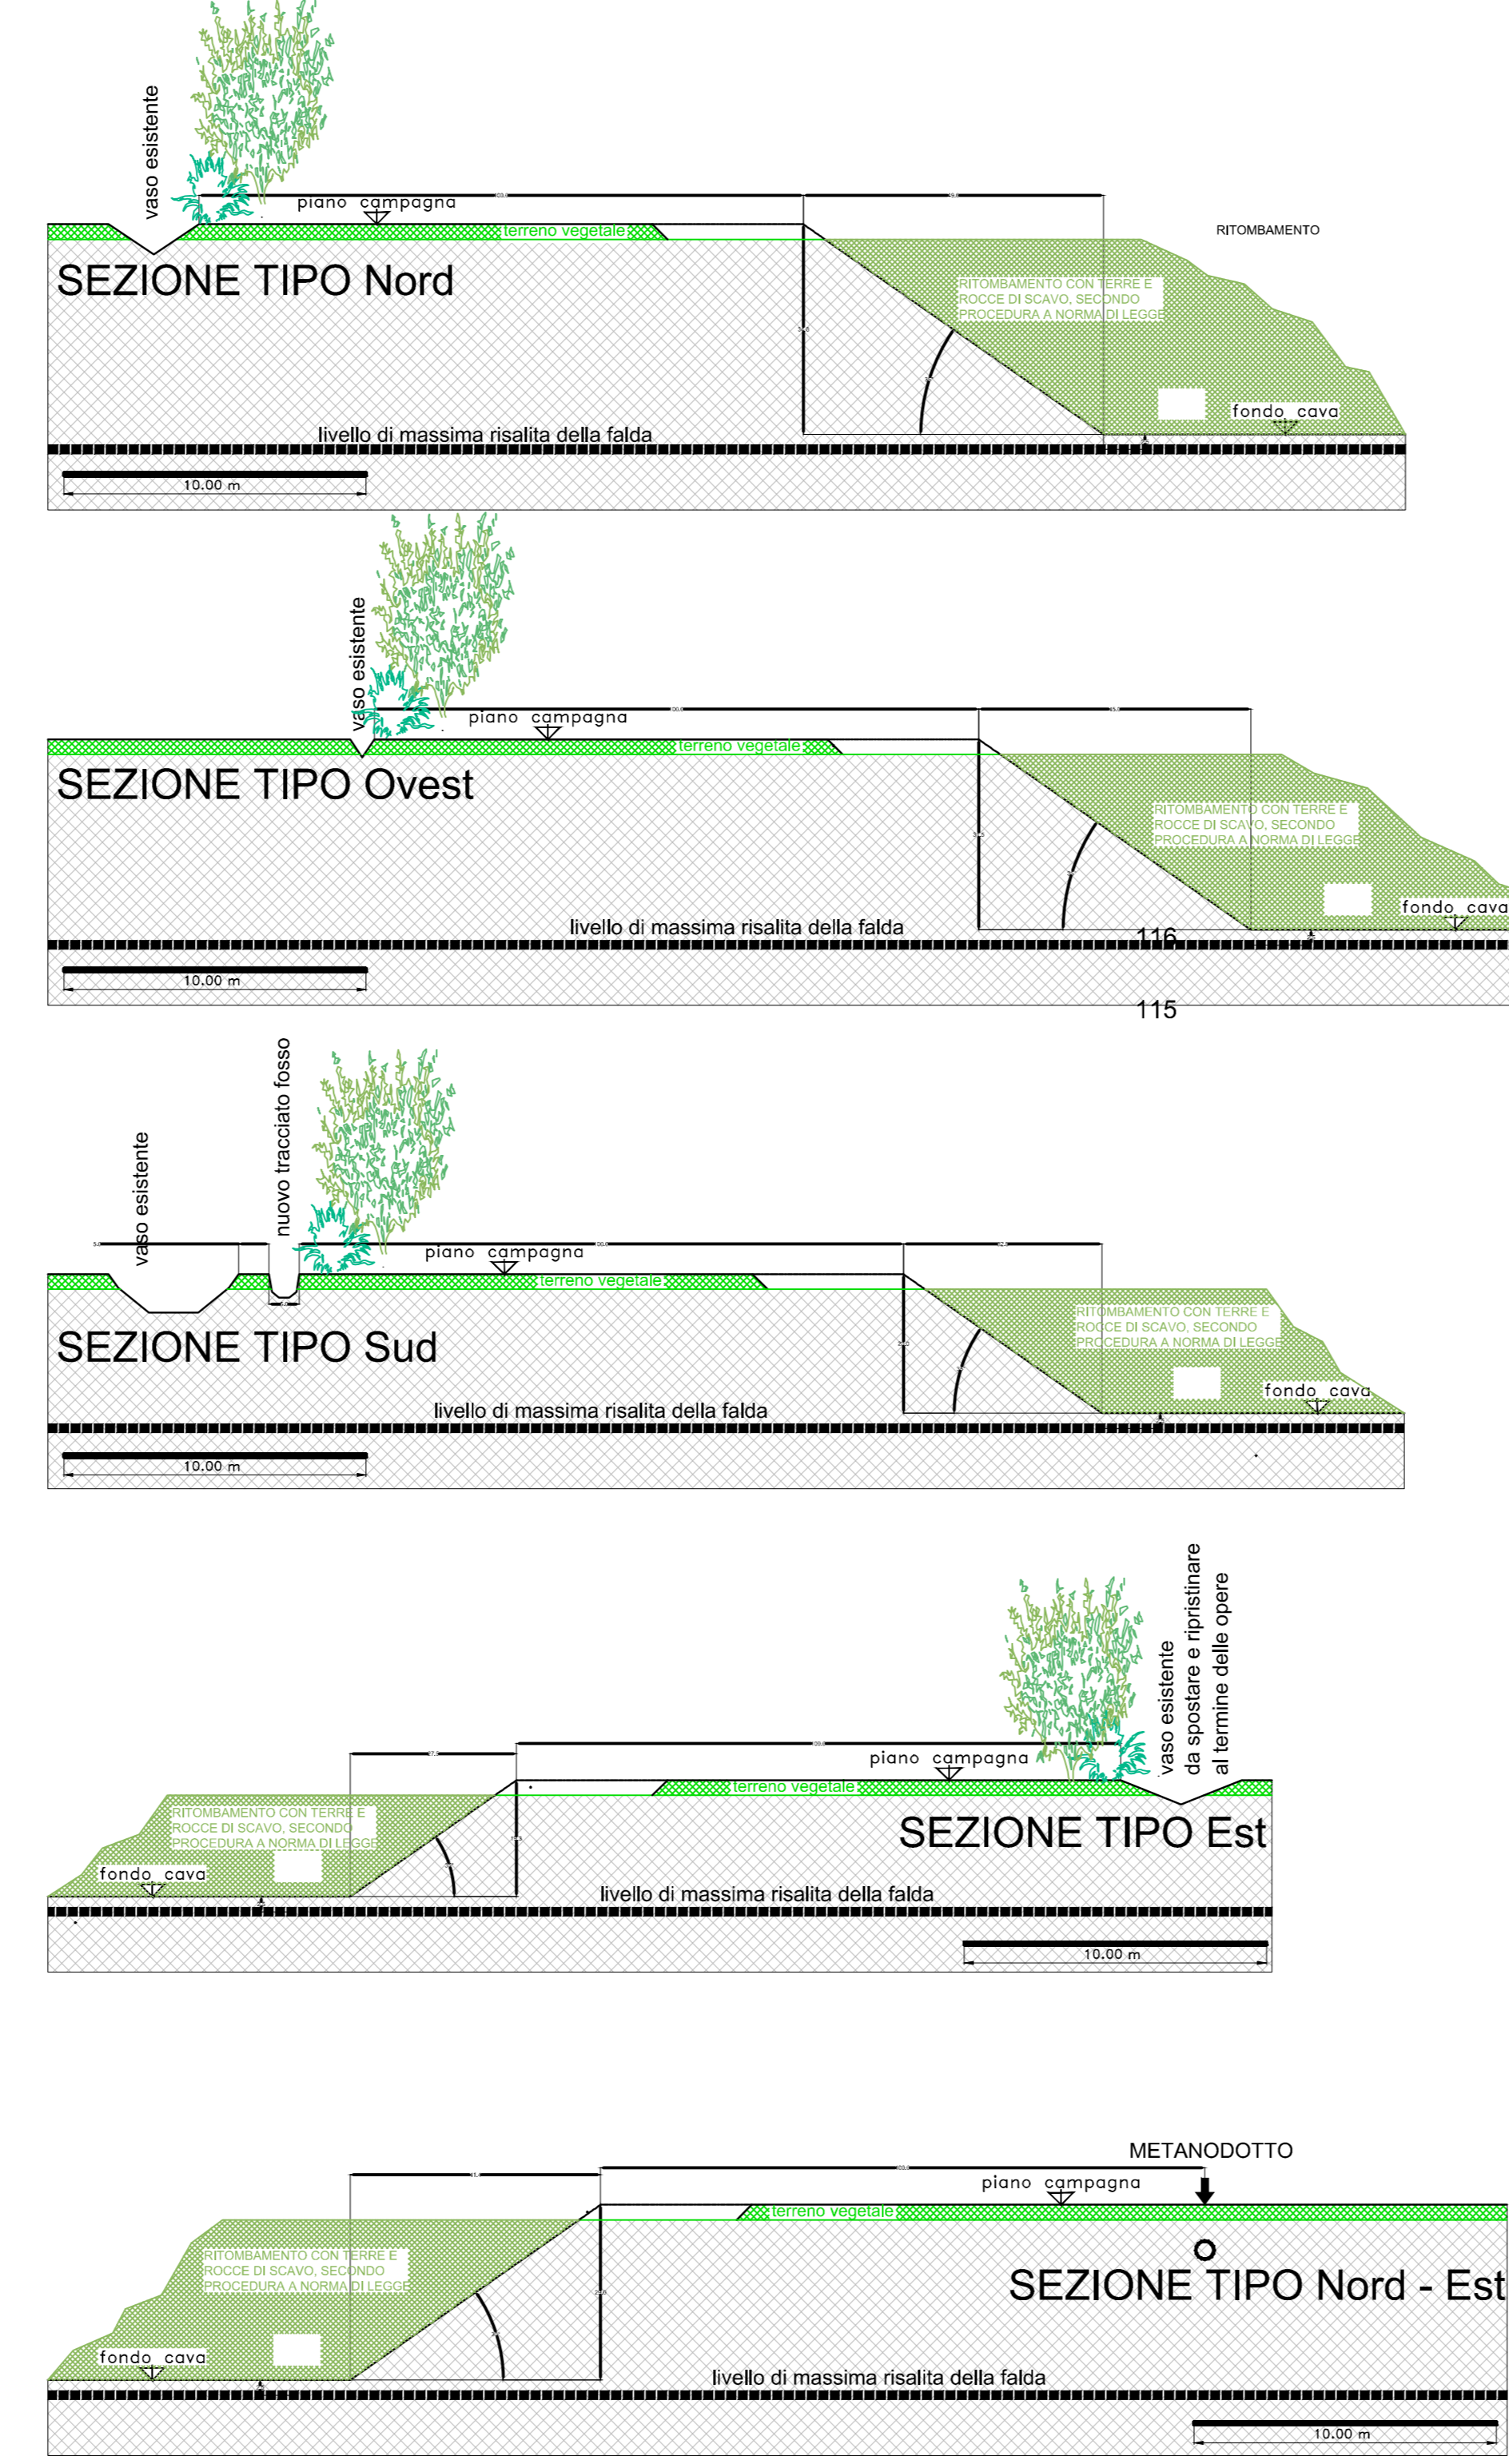 vaso esistente
piano campagna
terreno vegetale
RITOMBAMENTO
SEZIONE TIPO Nord
RITOMBAMENTO CON TERRE E
ROCCE DI SCAVO, SECONDO
PROCEDURA A NORMA DI LEGGE
fondo cava
livello di massima risalita della falda
10.00 m
vaso esistente
piano campagna
terreno vegetale
SEZIONE TIPO Ovest
RITOMBAMENTO CON TERRE E
ROCCE DI SCAVO, SECONDO
PROCEDURA A NORMA DI LEGGE
fondo cava
livello di massima risalita della falda
116
10.00 m
115
vaso esistente
nuovo tracciato fosso
piano campagna
terreno vegetale
SEZIONE TIPO Sud
RITOMBAMENTO CON TERRE E
ROCCE DI SCAVO, SECONDO
PROCEDURA A NORMA DI LEGGE
fondo cava
livello di massima risalita della falda
10.00 m
vaso esistente
da spostare e ripristinare
al termine delle opere
piano campagna
terreno vegetale
RITOMBAMENTO CON TERRE E
ROCCE DI SCAVO, SECONDO
PROCEDURA A NORMA DI LEGGE
SEZIONE TIPO Est
fondo cava
livello di massima risalita della falda
10.00 m
METANODOTTO
piano campagna
terreno vegetale
RITOMBAMENTO CON TERRE E
ROCCE DI SCAVO, SECONDO
PROCEDURA A NORMA DI LEGGE
SEZIONE TIPO Nord - Est
fondo cava
livello di massima risalita della falda
10.00 m